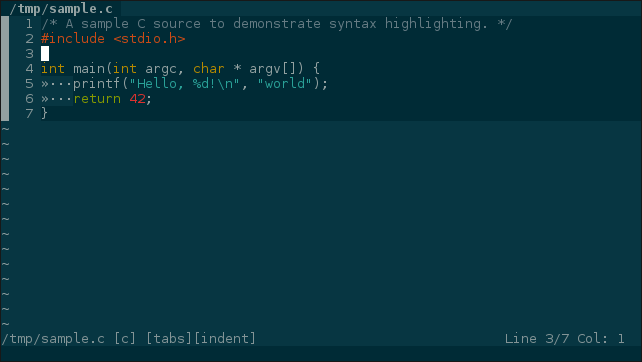 /tmp/sample.c
1 /* A sample C source to demonstrate syntax highlighting. */
2 #include <stdio.h>
3
4 int main(int argc, char * argv[]) {
5 »···printf("Hello, %d!\n", "world");
6 »···return 42;
7 }
~
~
~
~
~
~
~
~
~
~
~
~
~
~
/tmp/sample.c [c] [tabs][indent] Line 3/7 Col: 1